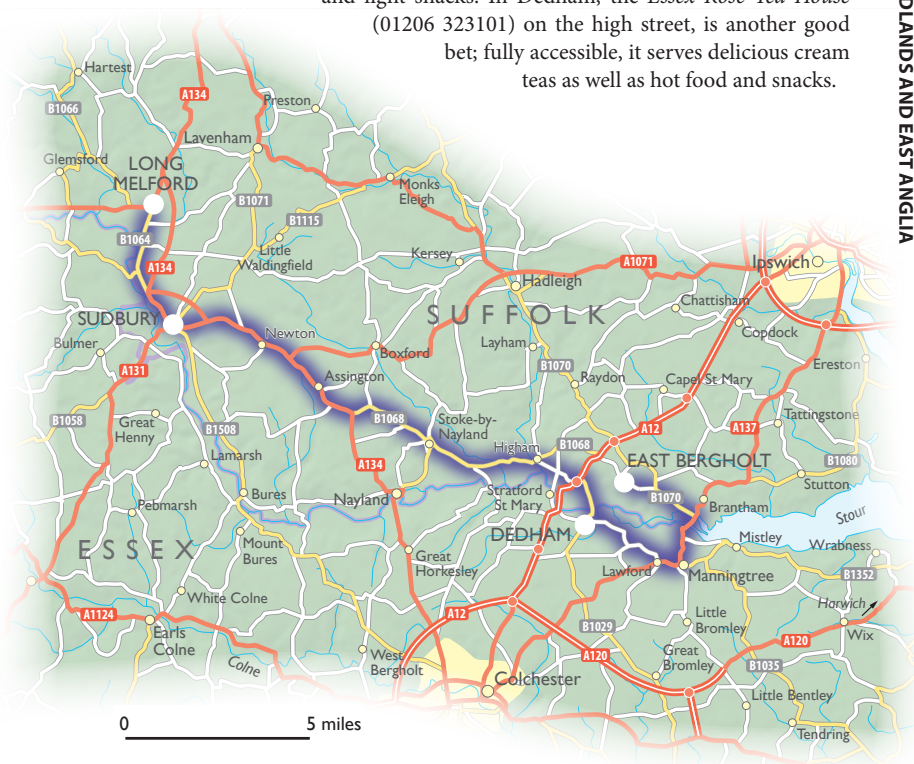 and light snacks. In Dedham, the Essex Rose Tea House
(01206 323101) on the high street, is another good
bet; fully accessible, it serves delicious cream
teas as well as hot food and snacks.
DLANDS AND EAST ANGLIA
Hartest
A134
B1066
Preston
Lavenham
Glemsford
LONG
MELFORD
Monks
Eleigh
B1071
B1115
B1064
Little
Waldingfield
Kersey
A1071
Ipswich
A134
Hadleigh
SUFFOLK
Chattisham
SUDBURY
Copdock
Newton
Bulmer
Boxford
Layham
Ereston
A131
B1070
Assington
Raydon
Capel St Mary
B1058
Great
Henny
B1068
Stoke-by-
Nayland
Tattingstone
B1508
A12
A137
Higham
B1068
Lamarsh
A134
EAST BERGHOLT
B1080
Sutton
Bures
Nayland
Stratford
St Mary
B1070
Brantham
Pebmarsh
Stour
DEDHAM
ESSEX
Mount
Bures
Mistley
Wrabness
Great
Horkesley
Lawford
Manningtree
B1352
White Colne
Harwich
A1124
A12
Little
Bromley
Earls
Colne
B1029
Wix
A120
West
Bergholt
A120
Great
Bromley
B1035
Colne
Colchester
Little Bentley
0
5 miles
Tendring